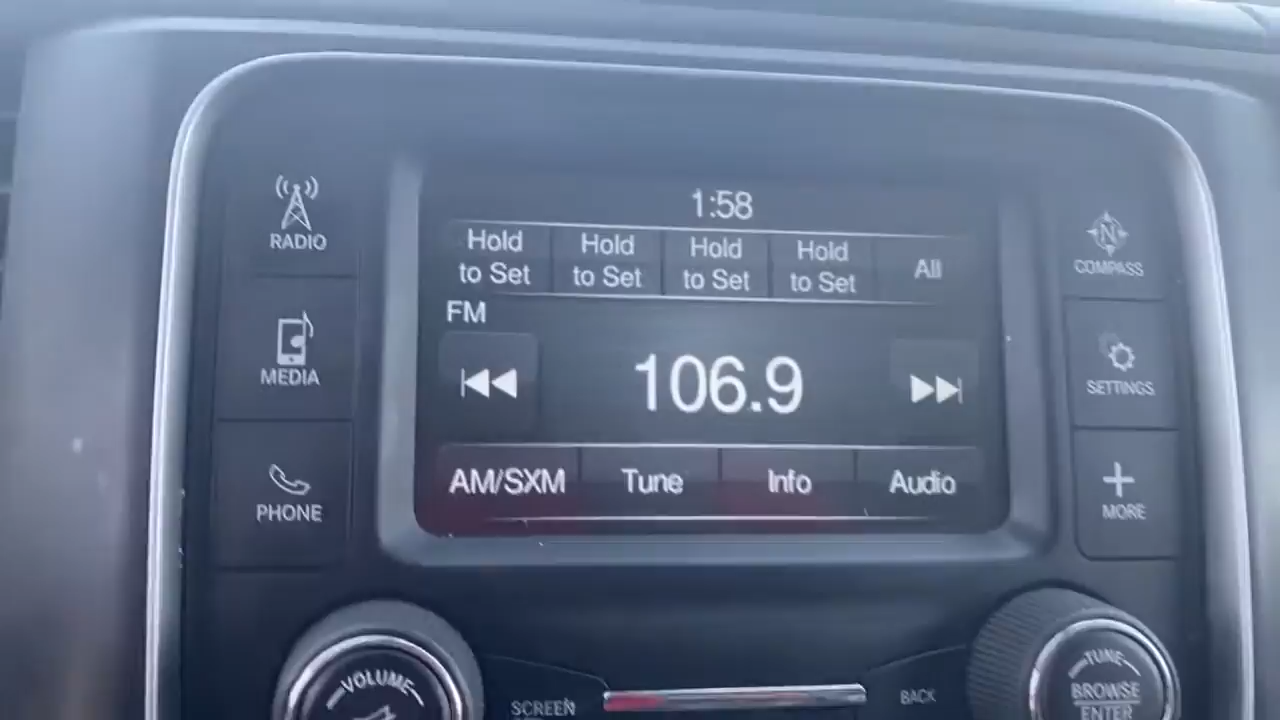 1:58
Hold to Set
Hold to Set
Hold to Set
Hold to Set
All
FM
106.9
AM/SXM
Tune
Info
Audio
RADIO
MEDIA
PHONE
N
COMPASS
SETTINGS
MORE
VOLUME
SCREEN
BACK
TUNE
BROWSE
ENTER